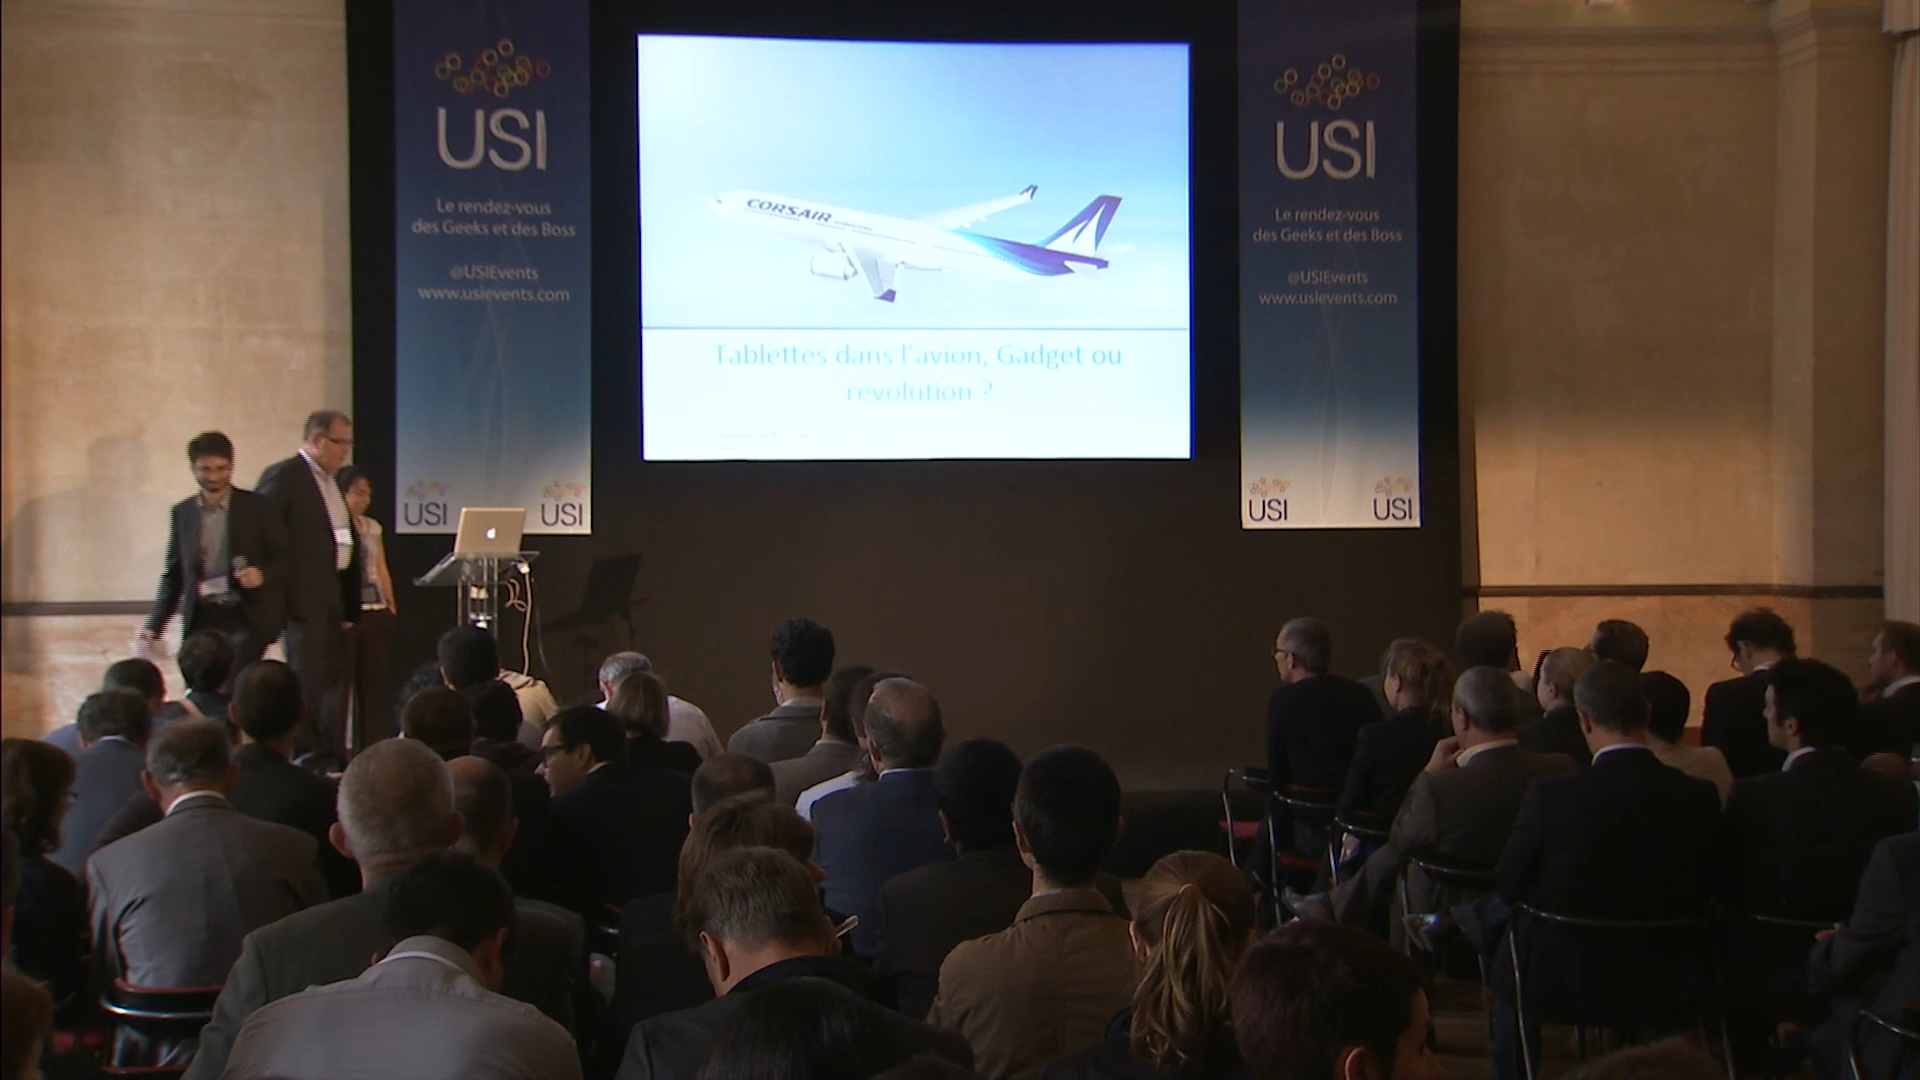 USI
Le rendez-vous
des Geeks et des Boss
@USIEvents
www.usievents.com
USI
USI
CORSAIR
Tablettes dans l'avion, Gadget ou
révolution ?
USI
Le rendez-vous
des Geeks et des Boss
@USIEvents
www.usievents.com
USI
USI